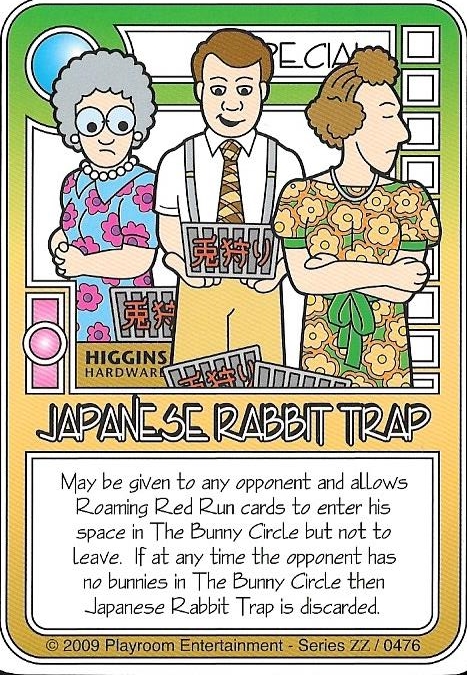 SPECIAL
兎狩り
兎狩
兎狩り
HIGGINS
HARDWARE
JAPANESE RABBIT TRAP
May be given to any opponent and allows
Roaming Red Run cards to enter his
space in The Bunny Circle but not to
leave. If at any time the opponent has
no bunnies in The Bunny Circle then
Japanese Rabbit Trap is discarded.
© 2009 Playroom Entertainment - Series ZZ / 0476